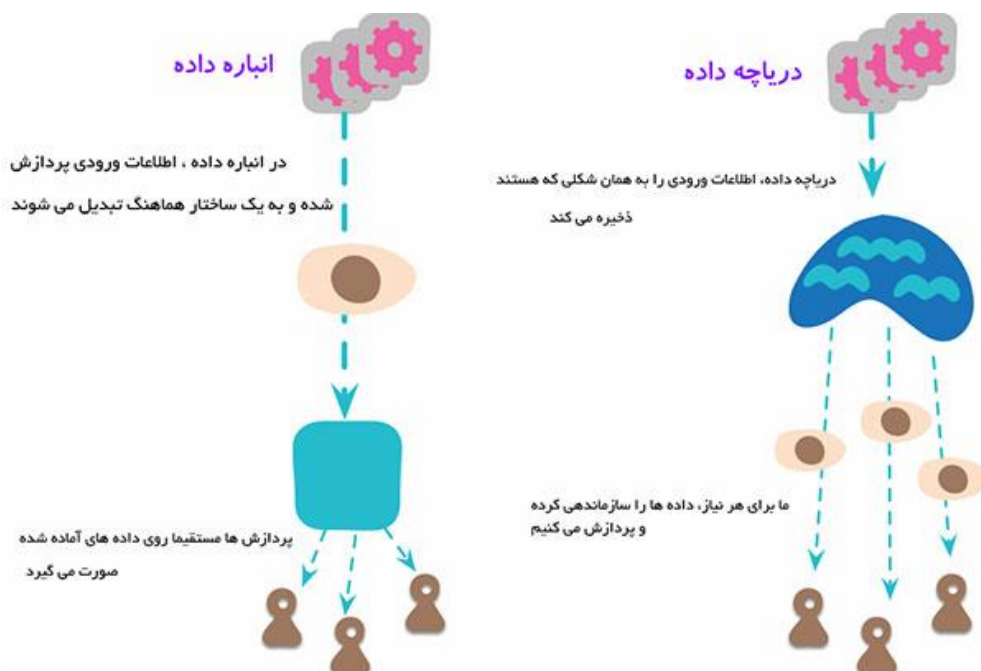 دریاچه داده
دریاچه داده، اطلاعات ورودی را به همان شکلی که هستند
ذخیره می کند
ما برای هر نیاز، داده ها را سازماندهی کرده
و پردازش می کنیم
انباره داده
در انباره داده ، اطلاعات ورودی پردازش
شده و به یک ساختار هماهنگ تبدیل می شوند
پردازش ها مستقیما روی داده های آماده شده
صورت می گیرد